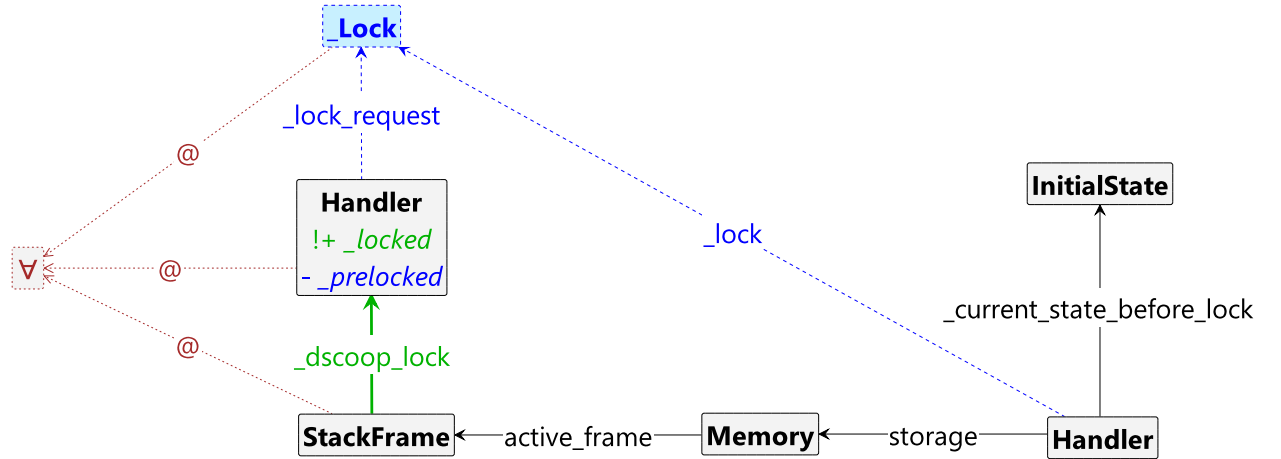 _Lock
_lock_request
@
InitialState
Handler
!+ _locked
- _prelocked
_lock
∀
@
_current_state_before_lock
@
_dscoop_lock
StackFrame
active_frame
Memory
storage
Handler